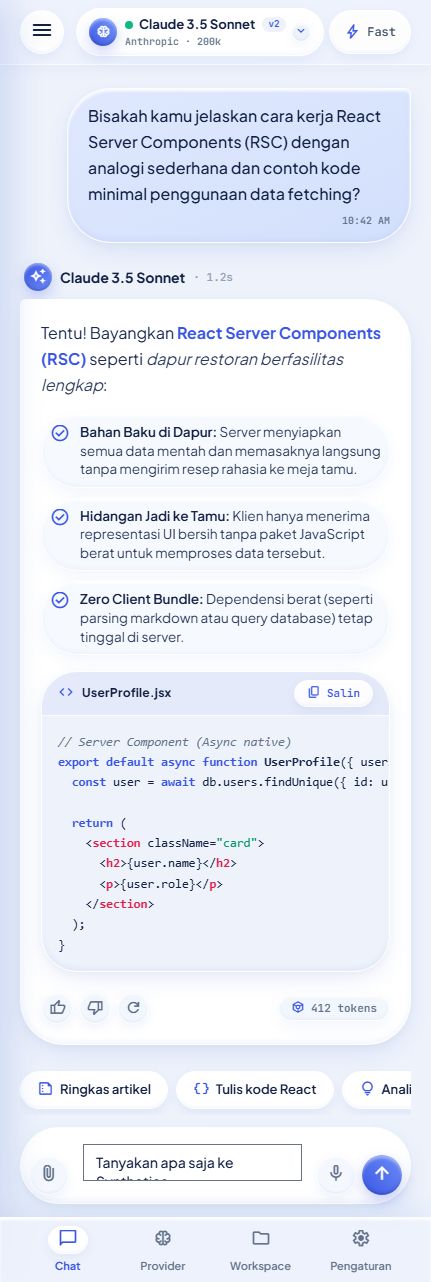 Claude 3.5 Sonnet v2
Anthropic · 200k
Fast
Bisakah kamu jelaskan cara kerja React
Server Components (RSC) dengan
analogi sederhana dan contoh kode
minimal penggunaan data fetching?
10:42 AM
Claude 3.5 Sonnet · 1.2s
Tentu! Bayangkan React Server Components
(RSC) seperti dapur restoran berfasilitas
lengkap:
Bahan Baku di Dapur: Server menyiapkan
semua data mentah dan memasaknya langsung
tanpa mengirim resep rahasia ke meja tamu.
Hidangan Jadi ke Tamu: Klien hanya menerima
representasi UI bersih tanpa paket JavaScript
berat untuk memproses data tersebut.
Zero Client Bundle: Dependensi berat (seperti
parsing markdown atau query database) tetap
tinggal di server.
<> UserProfile.jsx
Salin
// Server Component (Async native)
export default async function UserProfile({ user
const user = await db.users.findUnique({ id: u
return (
<section className="card">
<h2>{user.name}</h2>
<p>{user.role}</p>
</section>
);
}
412 tokens
Ringkas artikel
{} Tulis kode React
Anali
Tanyakan apa saja ke
Chat
Provider
Workspace
Pengaturan